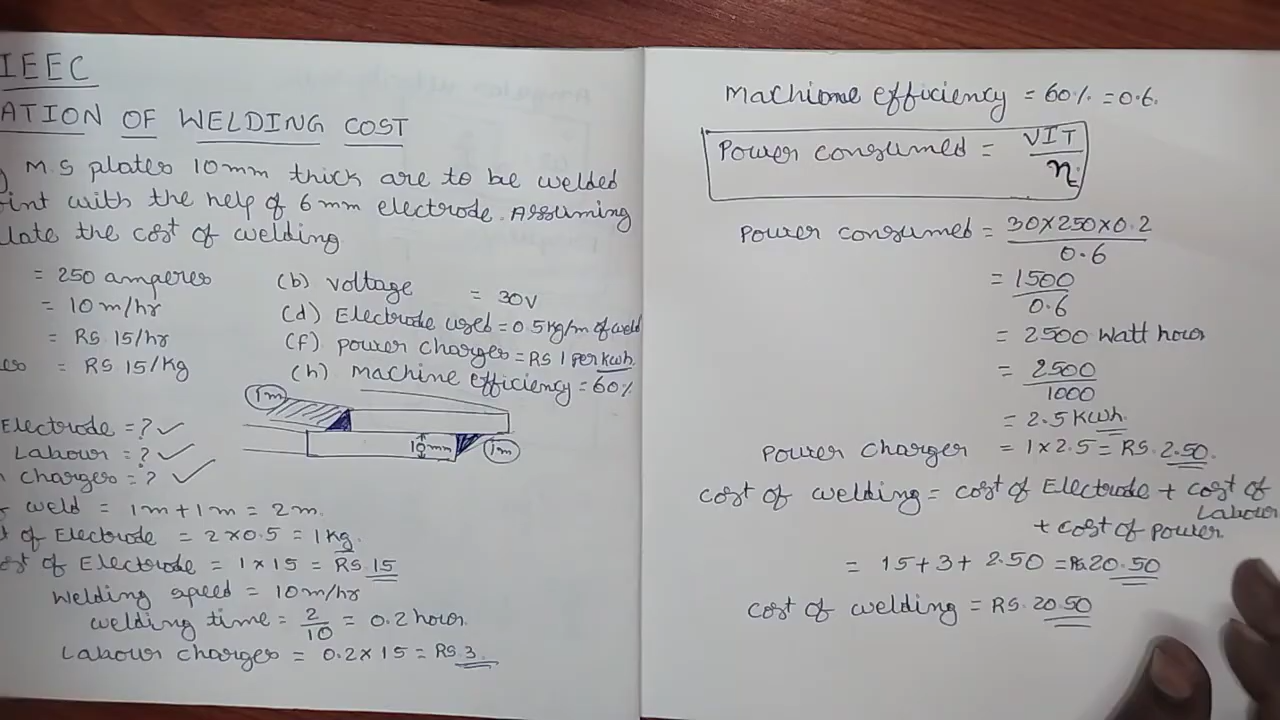 IEEC
ATION OF WELDING COST
M.S plates 10mm thick are to be welded
int with the help of 6mm electrode. Assuming
late the cost of welding
= 250 amperes (b) voltage = 30V
= 10 m/hr (d) Electrode used = 0.5kg/m of weld
= RS 15/hr (f) power charges = RS 1 per kwh.
= RS 15/kg (h) machine efficiency = 60%
1m
10mm
1m
Electrode = ? ✓
Labour = ? ✓
charges = ? ✓
weld = 1m + 1m = 2m.
of Electrode = 2 × 0.5 = 1kg.
ost of Electrode = 1 × 15 = RS. 15
Welding speed = 10m/hr
welding time = 2/10 = 0.2 hour.
Labour charges = 0.2 × 15 = RS 3.
Machiome efficiency = 60% = 0.6.
Power consumed = VIT/η
Power consumed = 30×250×0.2/0.6
= 1500/0.6
= 2500 Watt hour
= 2500/1000
= 2.5 Kwh.
Power charges = 1 × 2.5 = RS. 2.50.
cost of welding = cost of Electrode + cost of
Labour
+ cost of power.
= 15 + 3 + 2.50 = RS. 20.50
cost of welding = RS. 20.50